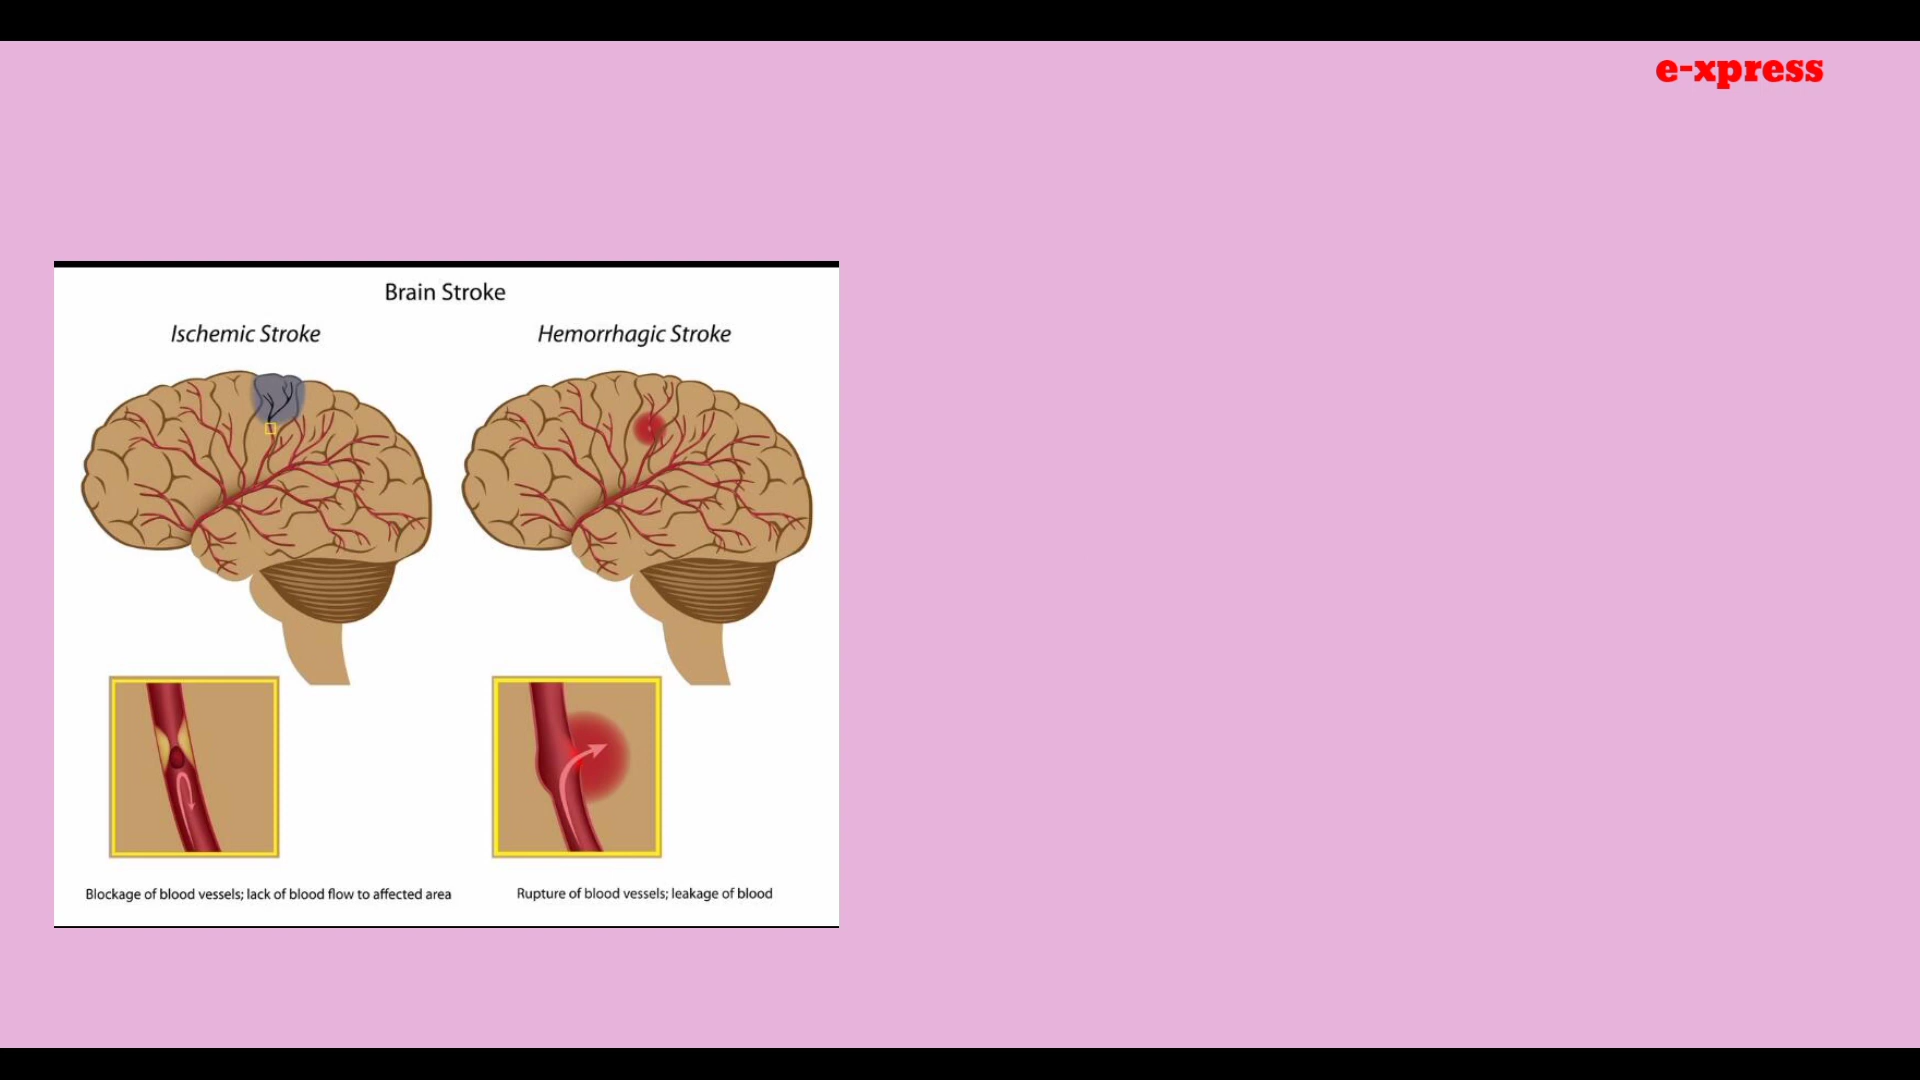 e-xpress
Brain Stroke
Ischemic Stroke
Hemorrhagic Stroke
Blockage of blood vessels; lack of blood flow to affected area
Rupture of blood vessels; leakage of blood